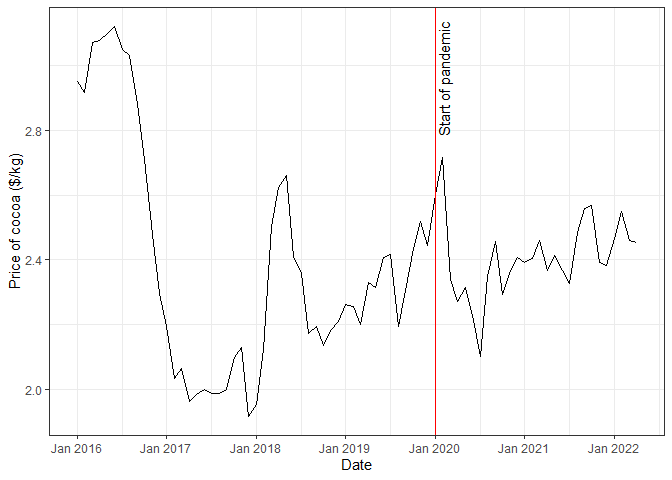 Start of pandemic
2.8
2.4
2.0
Price of cocoa ($/kg)
Jan 2016 Jan 2017 Jan 2018 Jan 2019 Jan 2020 Jan 2021 Jan 2022
Date